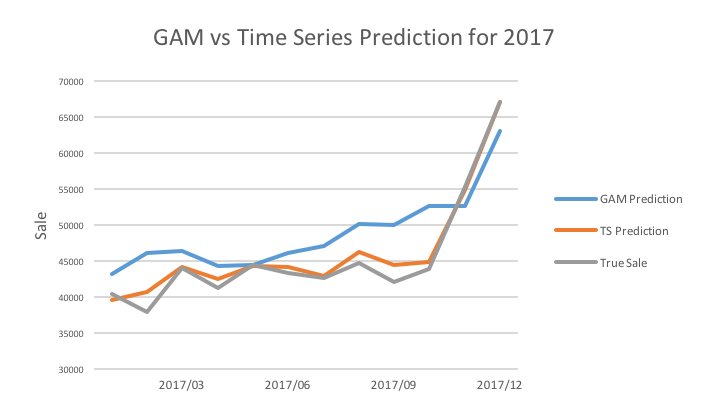 GAM vs Time Series Prediction for 2017
70000
65000
60000
55000
50000
45000
40000
35000
30000
Sale
2017/03 2017/06 2017/09 2017/12
GAM Prediction
TS Prediction
True Sale